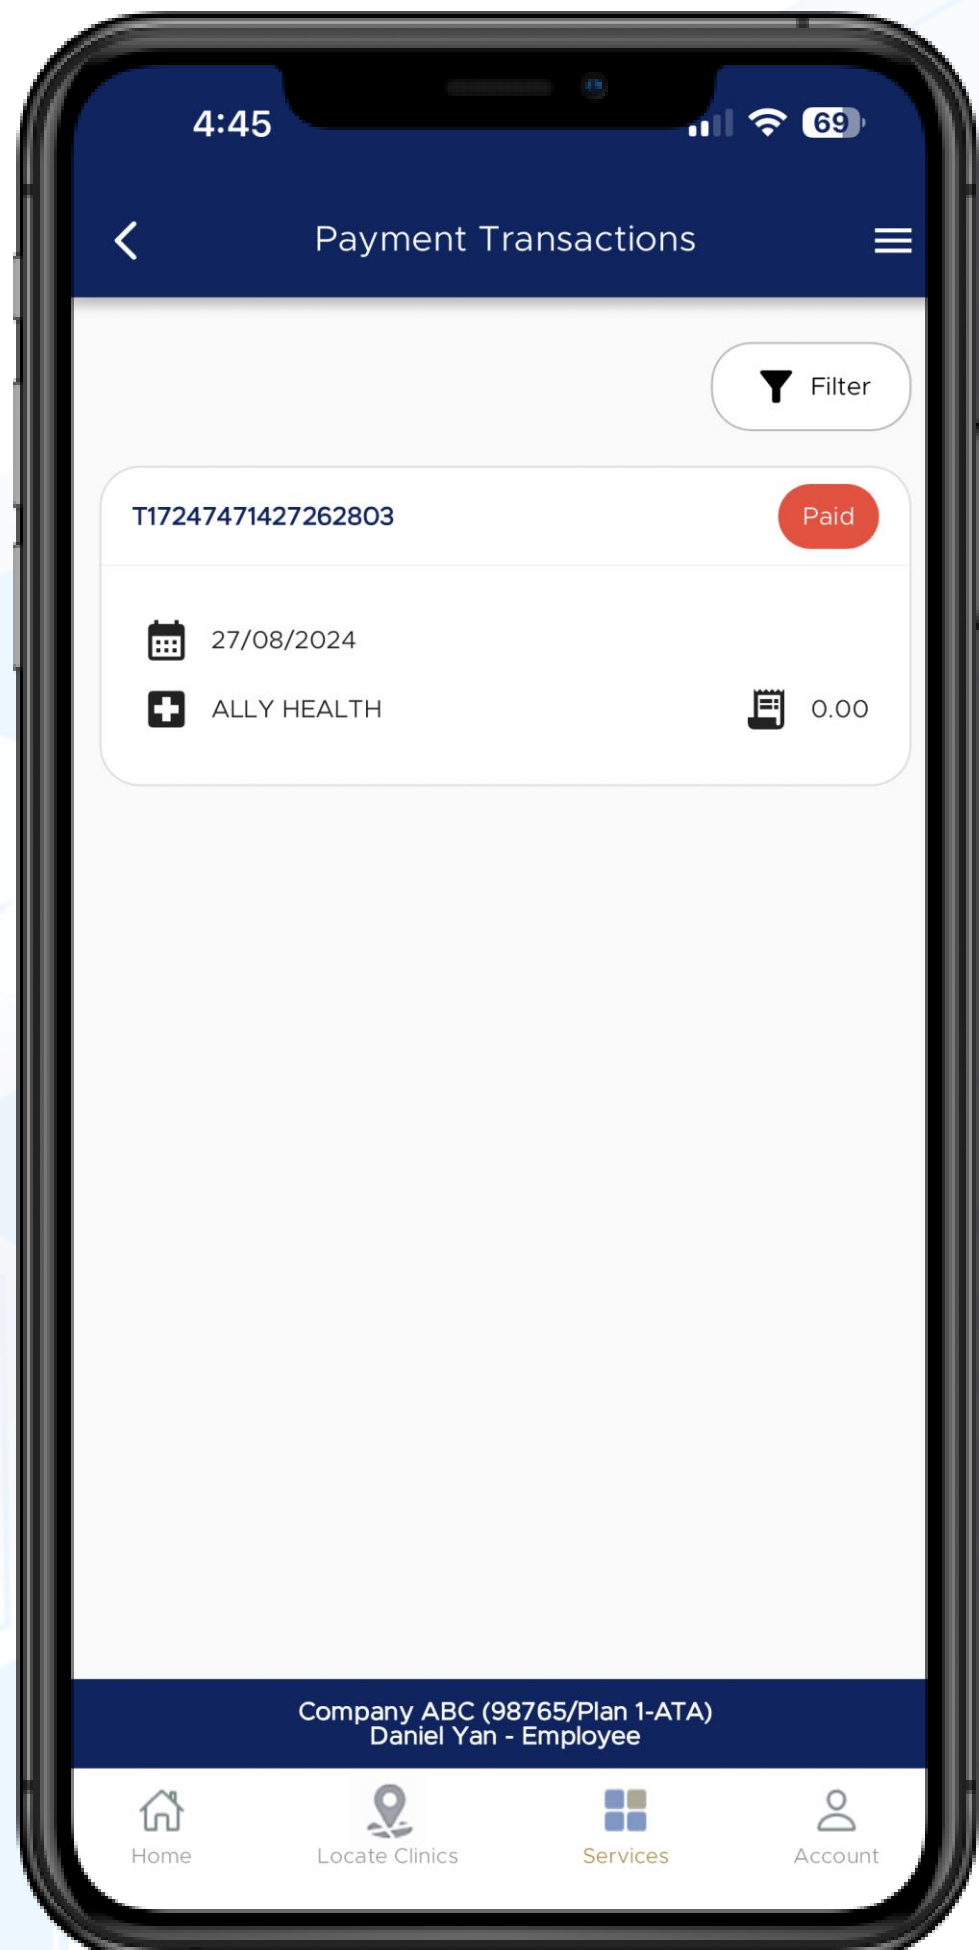 4:45
69
Payment Transactions
Filter
T17247471427262803
Paid
27/08/2024
ALLY HEALTH
0.00
Company ABC (98765/Plan 1-ATA)
Daniel Yan - Employee
Home
Locate Clinics
Services
Account